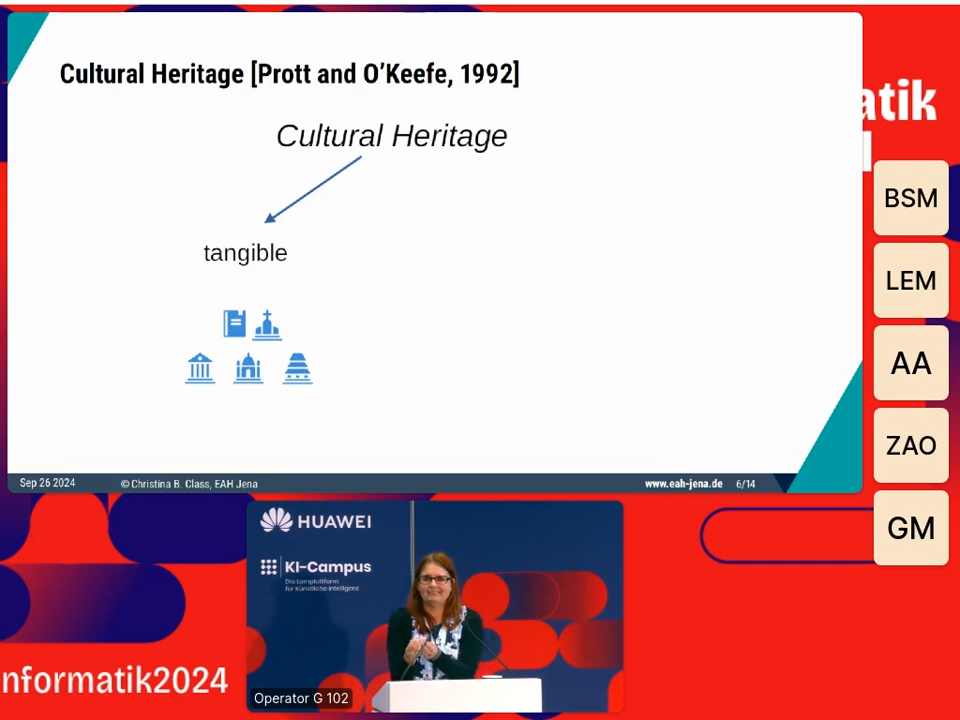 Cultural Heritage [Prott and O'Keefe, 1992]
Cultural Heritage
tangible
Sep 26 2024
© Christina B. Class, EAH Jena
www.eah-jena.de
6/14
atik
BSM
LEM
AA
ZAO
GM
HUAWEI
KI-Campus
Die Lernplattform
für Künstliche Intelligenz
Operator G 102
nformatik2024